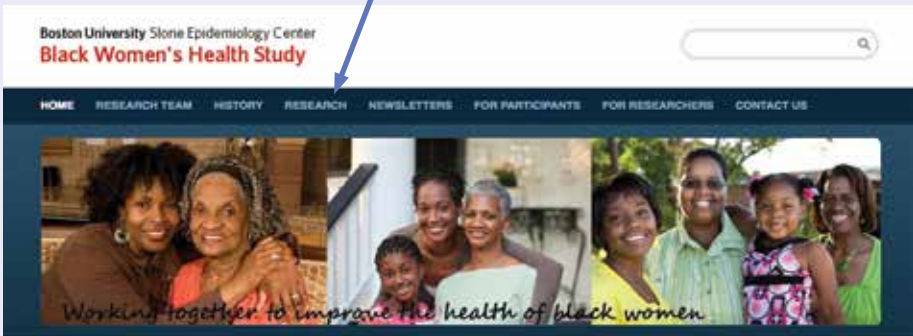 Boston University Slone Epidemiology Center
Black Women's Health Study
HOME RESEARCH TEAM HISTORY RESEARCH NEWSLETTERS FOR PARTICIPANTS FOR RESEARCHERS CONTACT US
Working together to improve the health of black women